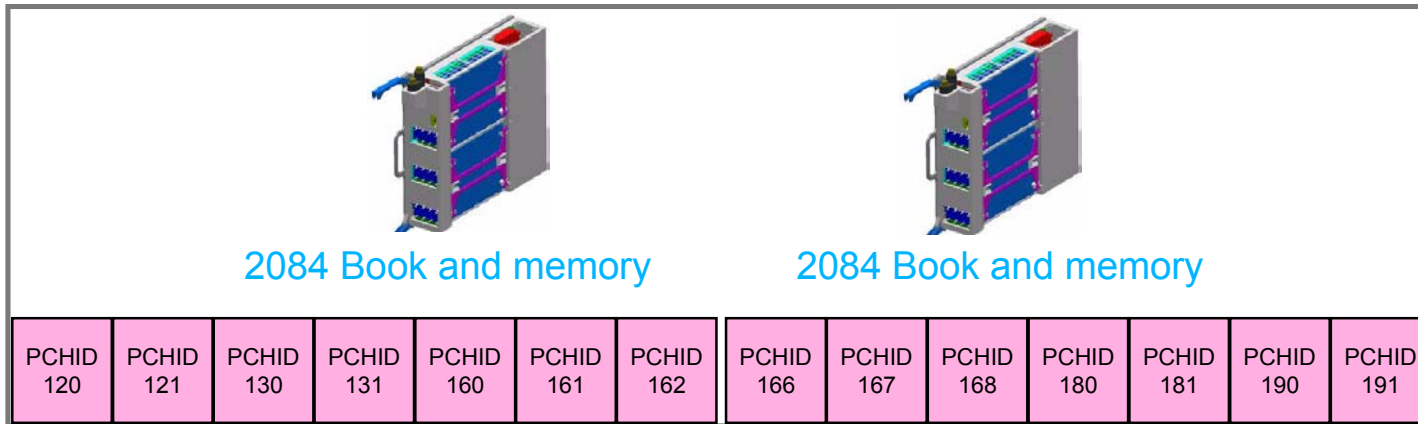 2084 Book and memory 2084 Book and memory
PCHID PCHID PCHID PCHID PCHID PCHID PCHID PCHID PCHID PCHID PCHID PCHID PCHID PCHID
120 121 130 131 160 161 162 166 167 168 180 181 190 191